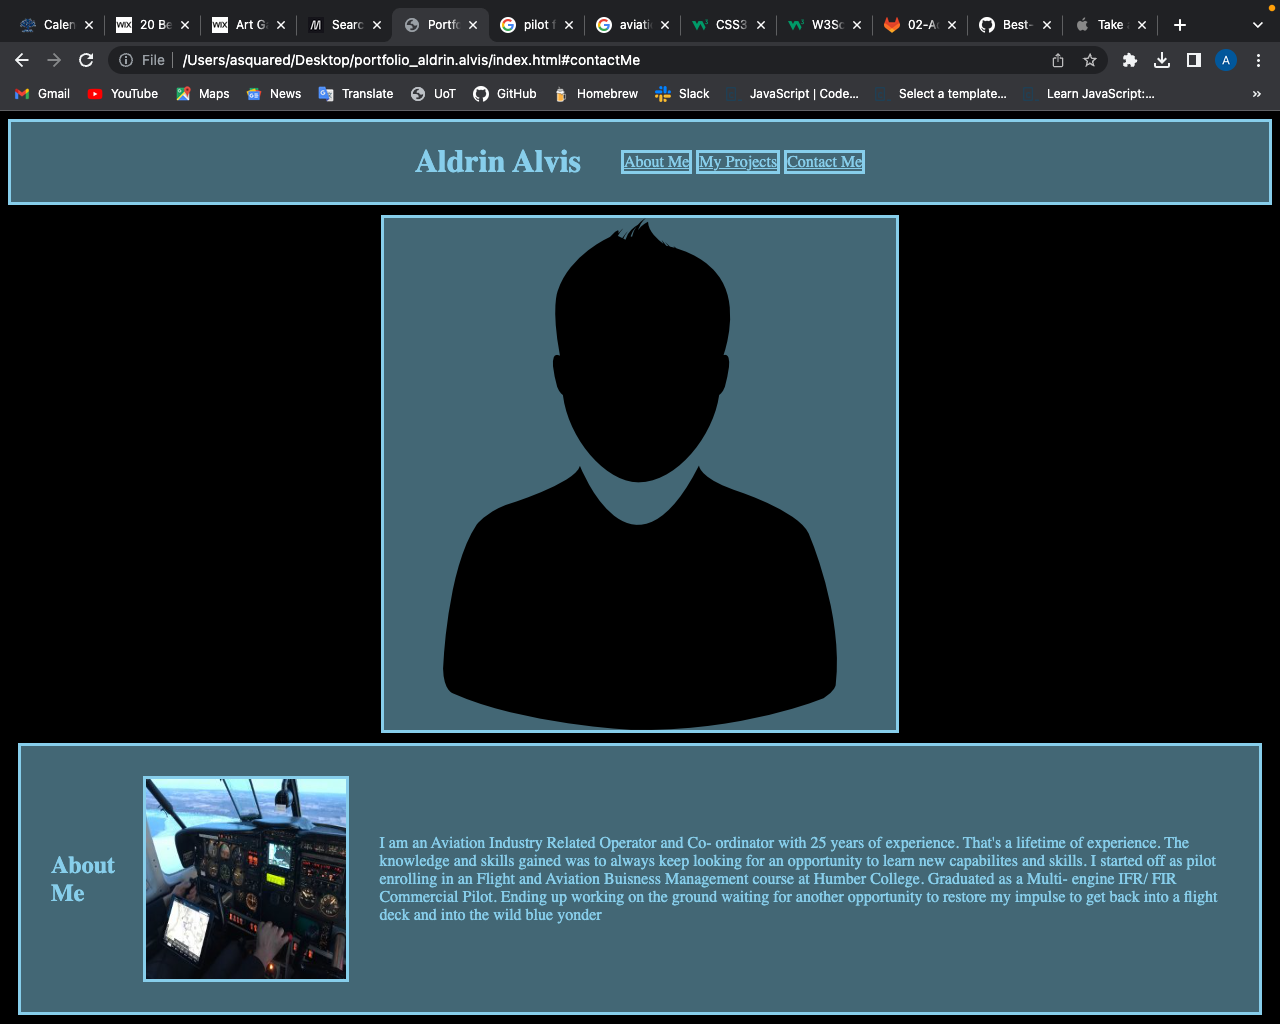 Calen
20 Be
Art Ga
Searc
Portfo
pilot f
aviati
CSS3
W3Sc
02-Ac
Best-
Take a
File
/Users/asquared/Desktop/portfolio_aldrin.alvis/index.html#contactMe
A
Gmail
YouTube
Maps
News
Translate
UoT
GitHub
Homebrew
Slack
JavaScript | Code...
Select a template...
Learn JavaScript:...
»
Aldrin Alvis
About Me
My Projects
Contact Me
About
Me
I am an Aviation Industry Related Operator and Co- ordinator with 25 years of experience. That's a lifetime of experience. The
knowledge and skills gained was to always keep looking for an opportunity to learn new capabilites and skills. I started off as pilot
enrolling in an Flight and Aviation Buisness Management course at Humber College. Graduated as a Multi- engine IFR/ FIR
Commercial Pilot. Ending up working on the ground waiting for another opportunity to restore my impulse to get back into a flight
deck and into the wild blue yonder